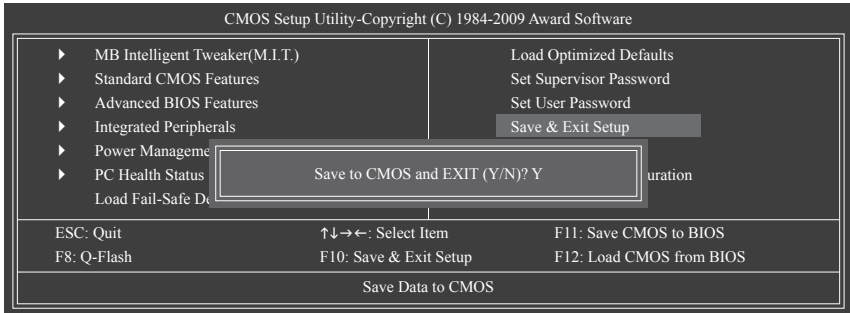 CMOS Setup Utility-Copyright (C) 1984-2009 Award Software
MB Intelligent Tweaker(M.I.T.)
Standard CMOS Features
Advanced BIOS Features
Integrated Peripherals
Power
PC Health Status
Load Fail-Safe
Load Optimized Defaults
Set Supervisor Password
Set User Password
Save & Exit Setup
Save to CMOS and EXIT (Y/N)? Y
ESC: Quit
↑↓→←: Select Item
F11: Save CMOS to BIOS
F8: Q-Flash
F10: Save & Exit Setup
F12: Load CMOS from BIOS
Save Data to CMOS